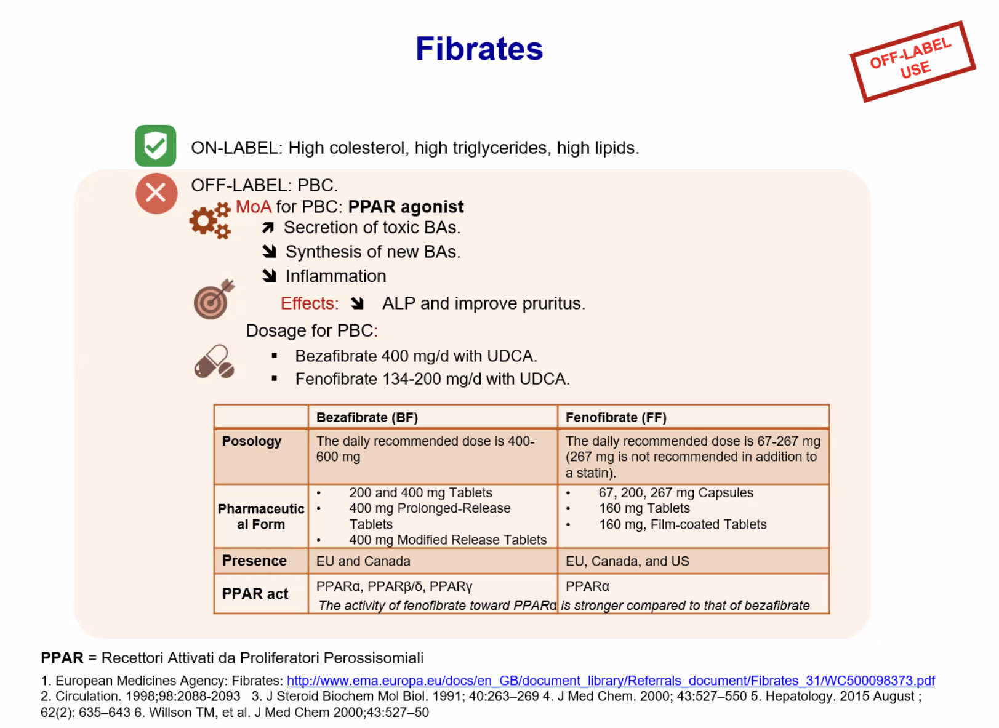 Fibrates
OFF-LABEL
USE
ON-LABEL: High colesterol, high triglycerides, high lipids.
OFF-LABEL: PBC.
MoA for PBC: PPAR agonist
Secretion of toxic BAs.
Synthesis of new BAs.
Inflammation
Effects: ALP and improve pruritus.
Dosage for PBC:
▪ Bezafibrate 400 mg/d with UDCA.
▪ Fenofibrate 134-200 mg/d with UDCA.
Bezafibrate (BF)
Fenofibrate (FF)
Posology
The daily recommended dose is 400-
600 mg
The daily recommended dose is 67-267 mg
(267 mg is not recommended in addition to
a statin).
Pharmaceutic
al Form
• 200 and 400 mg Tablets
• 400 mg Prolonged-Release
Tablets
• 400 mg Modified Release Tablets
• 67, 200, 267 mg Capsules
• 160 mg Tablets
• 160 mg, Film-coated Tablets
Presence
EU and Canada
EU, Canada, and US
PPAR act
PPARα, PPARβ/δ, PPARγ
PPARα
The activity of fenofibrate toward PPARα is stronger compared to that of bezafibrate
PPAR = Recettori Attivati da Proliferatori Perossisomiali
1. European Medicines Agency: Fibrates: http://www.ema.europa.eu/docs/en_GB/document_library/Referrals_document/Fibrates_31/WC500098373.pdf
2. Circulation. 1998;98:2088-2093 3. J Steroid Biochem Mol Biol. 1991; 40:263–269 4. J Med Chem. 2000; 43:527–550 5. Hepatology. 2015 August ;
62(2): 635–643 6. Willson TM, et al. J Med Chem 2000;43:527–50